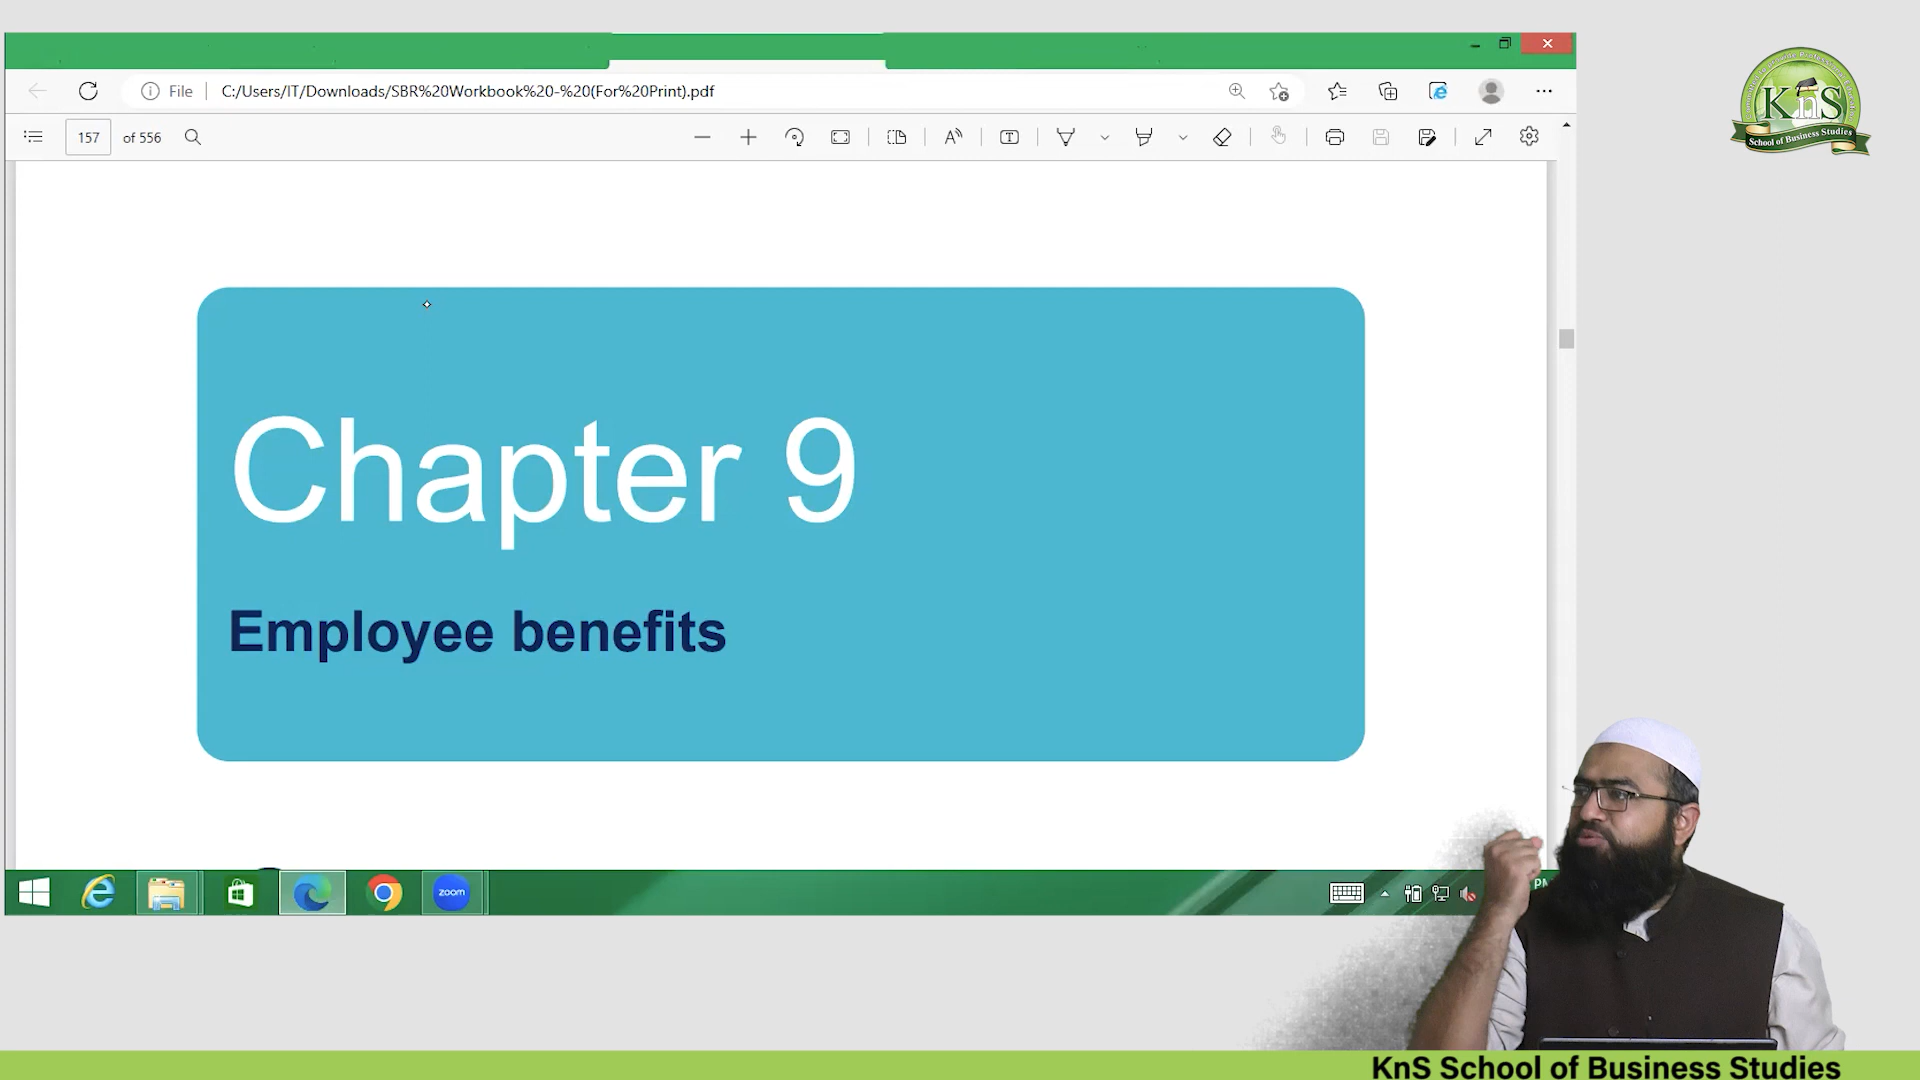 File
C:/Users/IT/Downloads/SBR%20Workbook%20-%20(For%20Print).pdf
157 of 556
Chapter 9
Employee benefits
zoom
PM
KnS
School of Business Studies
KnS School of Business Studies